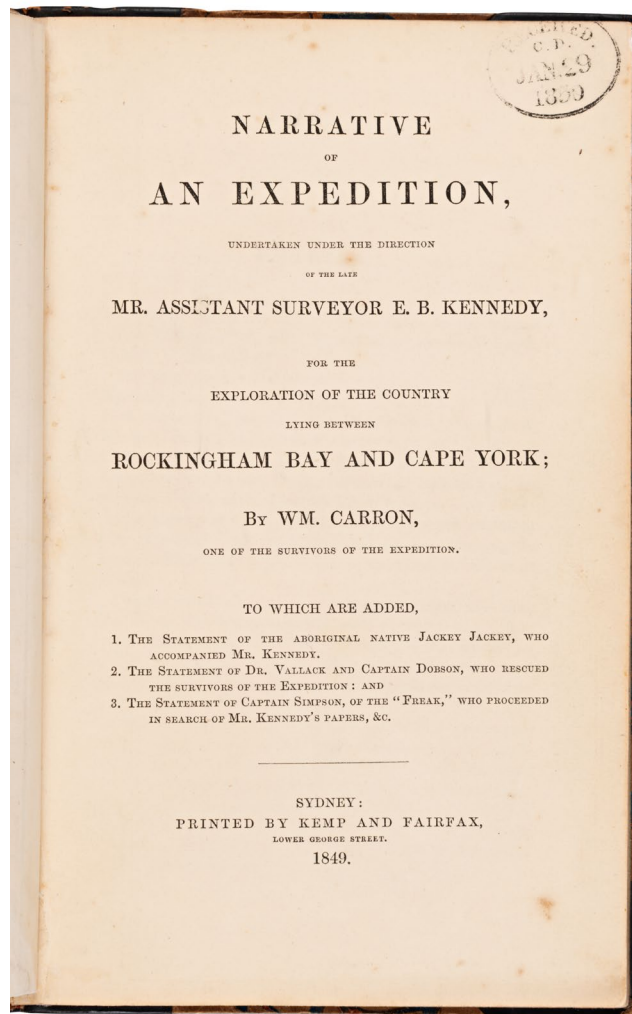 RECEIVED.
C.D.
JAN. 29
NARRATIVE
OF
AN EXPEDITION,
UNDERTAKEN UNDER THE DIRECTION
OF THE LATE
MR. ASSISTANT SURVEYOR E. B. KENNEDY,
FOR THE
EXPLORATION OF THE COUNTRY
LYING BETWEEN
ROCKINGHAM BAY AND CAPE YORK;
BY WM. CARRON,
ONE OF THE SURVIVORS OF THE EXPEDITION.
TO WHICH ARE ADDED,
1. THE STATEMENT OF THE ABORIGINAL NATIVE JACKEY JACKEY, WHO
ACCOMPANIED MR. KENNEDY.
2. THE STATEMENT OF DR. VALLACK AND CAPTAIN DOBSON, WHO RESCUED
THE SURVIVORS OF THE EXPEDITION: AND
3. THE STATEMENT OF CAPTAIN SIMPSON, OF THE "FREAK," WHO PROCEEDED
IN SEARCH OF MR. KENNEDY'S PAPERS, &C.
SYDNEY:
PRINTED BY KEMP AND FAIRFAX,
LOWER GEORGE STREET.
1849.